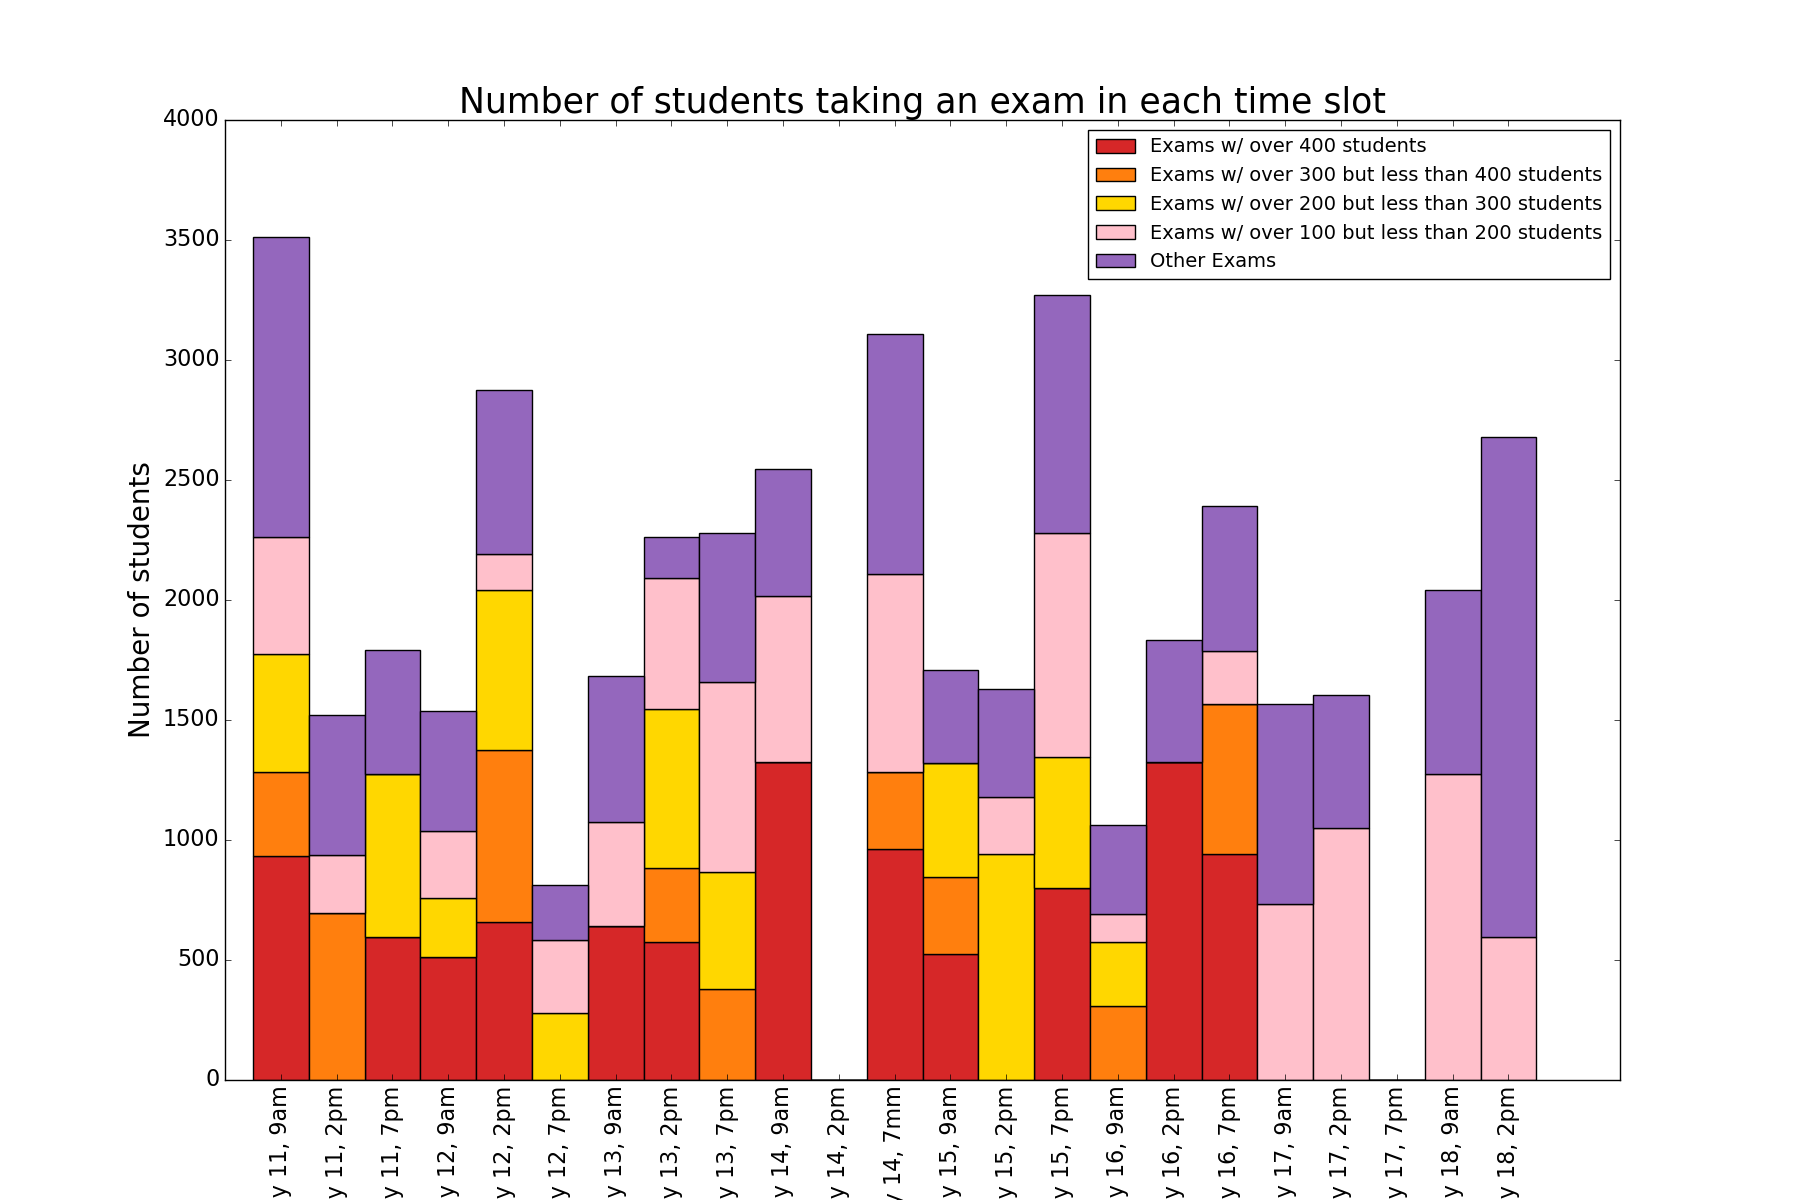 Number of students taking an exam in each time slot
Exams w/ over 400 students
Exams w/ over 300 but less than 400 students
Exams w/ over 200 but less than 300 students
Exams w/ over 100 but less than 200 students
Other Exams
Number of students
4000
3500
3000
2500
2000
1500
1000
500
0
y 11, 9am
y 11, 2pm
y 11, 7pm
y 12, 9am
y 12, 2pm
y 12, 7pm
y 13, 9am
y 13, 2pm
y 13, 7pm
y 14, 9am
y 14, 2pm
y 14, 7mm
y 15, 9am
y 15, 2pm
y 15, 7pm
y 16, 9am
y 16, 2pm
y 16, 7pm
y 17, 9am
y 17, 2pm
y 17, 7pm
y 18, 9am
y 18, 2pm